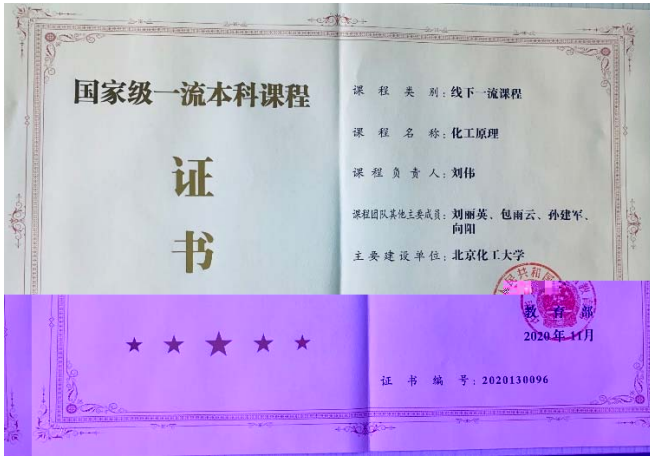 国家级一流本科课程
证
书
课程类别：线下一流课程
课程名称：化工原理
课程负责人：刘伟
课程团队其他主要成员：刘丽英、包雨云、孙建军、
向阳
主要建设单位：北京化工大学
教育部
2020年11月
证书编号：2020130096